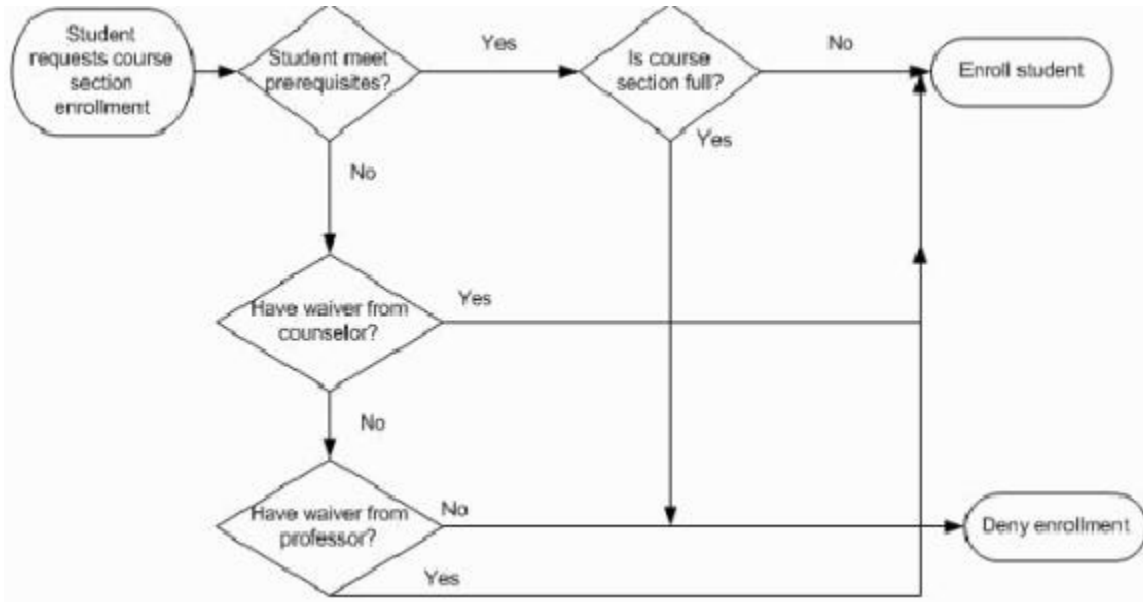 Student
requests course
section
enrollment
Student meet
prerequisites?
Yes
Is course
section full?
No
Enroll student
Yes
No
Have waiver from
counselor?
Yes
No
Have waiver from
professor?
No
Deny enrollment
Yes